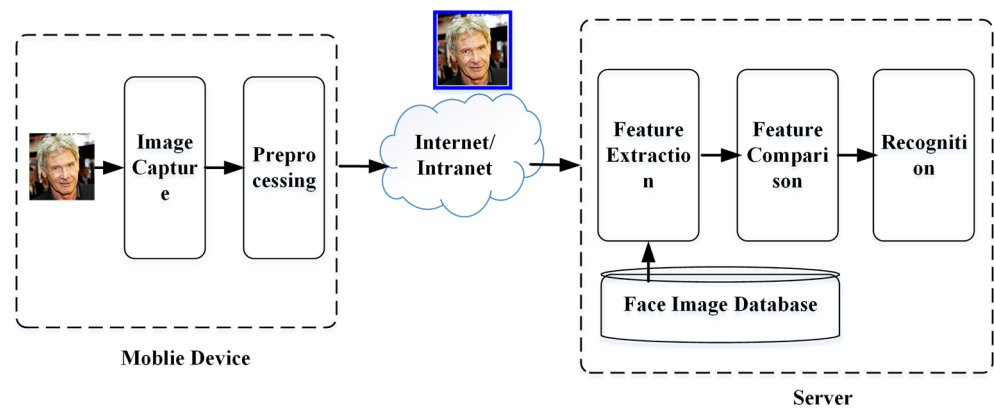 Image
Captur
e
Prepro
cessing
Internet/
Intranet
Feature
Extractio
n
Feature
Compari
son
Recogniti
on
Face Image Database
Moblie Device
Server